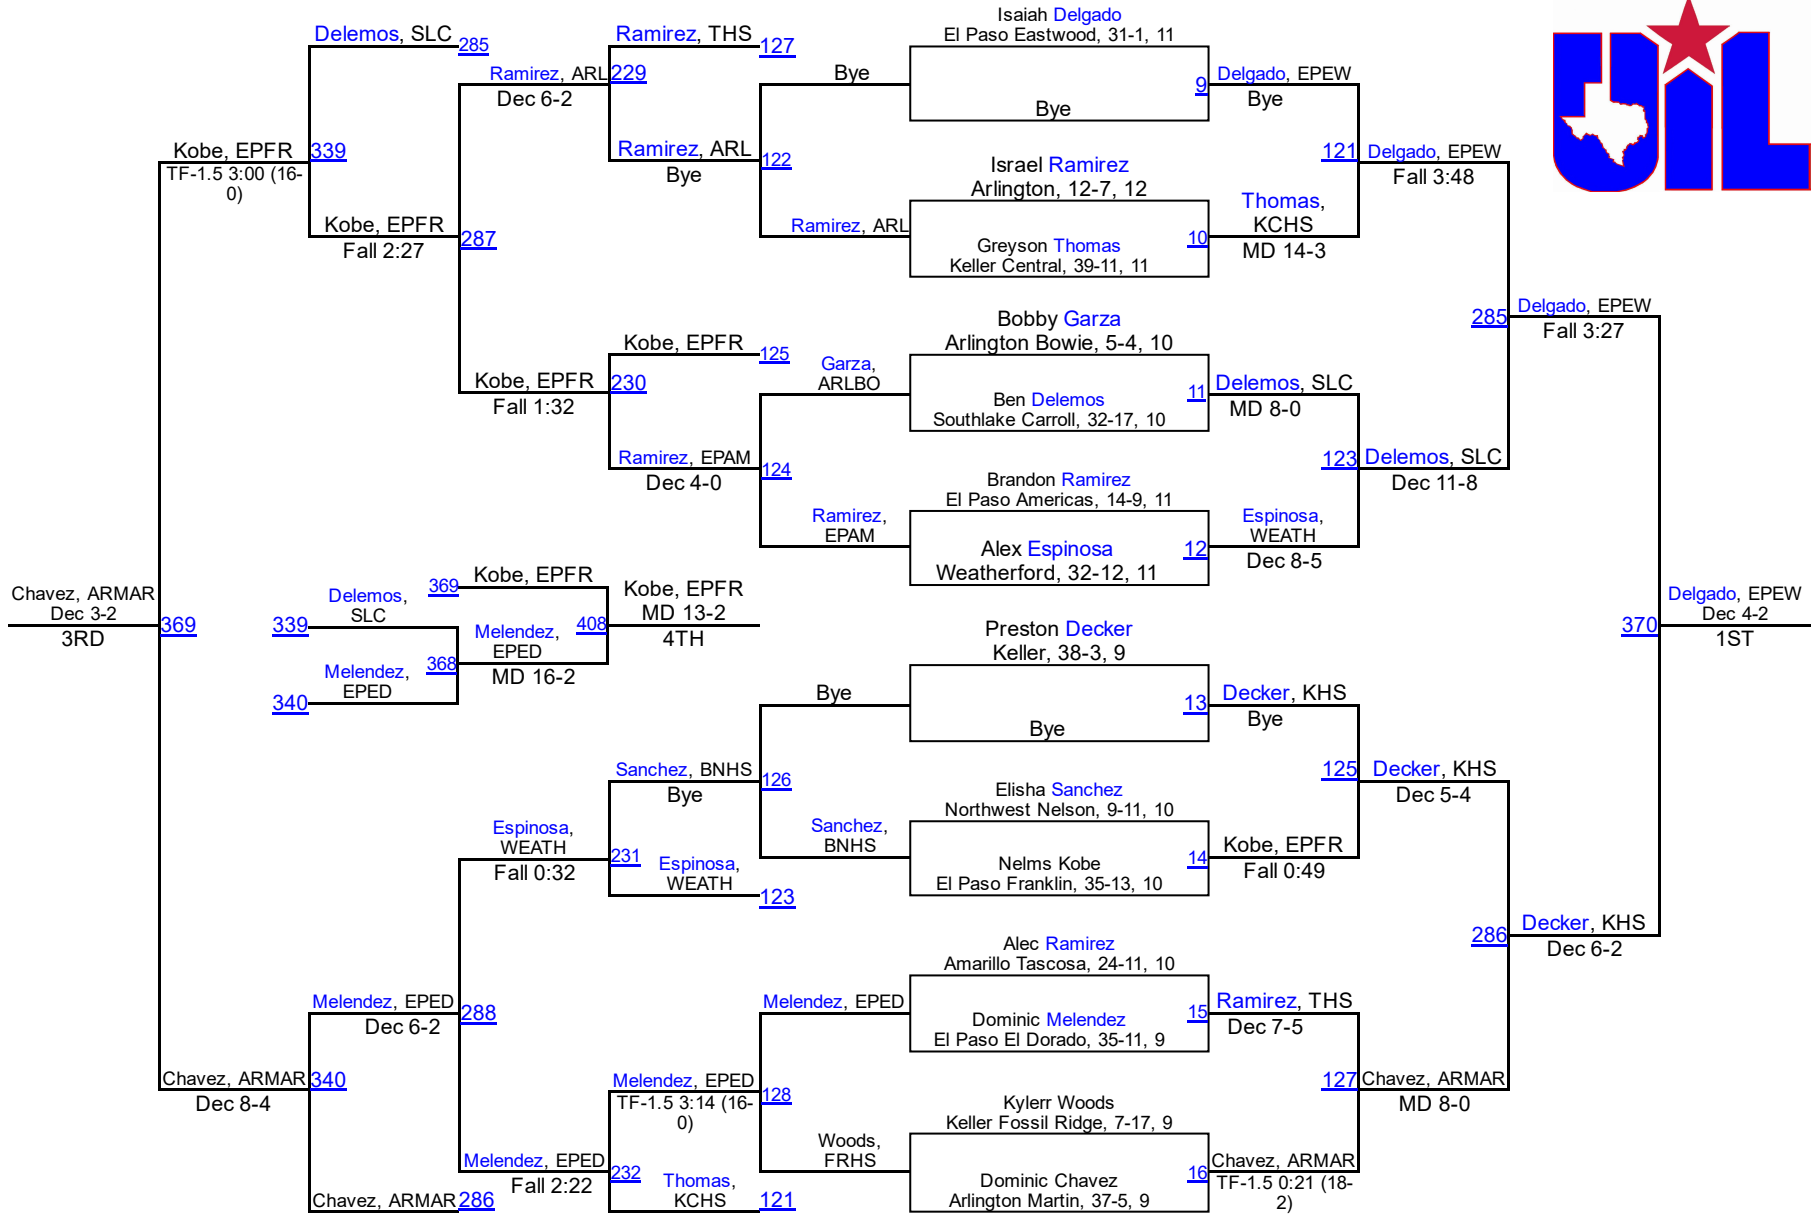 Isaiah Delgado
El Paso Eastwood, 31-1, 11
Bye
Israel Ramirez
Arlington, 12-7, 12
Greyson Thomas
Keller Central, 39-11, 11
Bobby Garza
Arlington Bowie, 5-4, 10
Ben Delemos
Southlake Carroll, 32-17, 10
Brandon Ramirez
El Paso Americas, 14-9, 11
Alex Espinosa
Weatherford, 32-12, 11
Preston Decker
Keller, 38-3, 9
Bye
Elisha Sanchez
Northwest Nelson, 9-11, 10
Nelms Kobe
El Paso Franklin, 35-13, 10
Alec Ramirez
Amarillo Tascosa, 24-11, 10
Dominic Melendez
El Paso El Dorado, 35-11, 9
Kylerr Woods
Keller Fossil Ridge, 7-17, 9
Dominic Chavez
Arlington Martin, 37-5, 9
9
Delgado, EPEW
Bye
10
Thomas,
KCHS
MD 14-3
11
Delemos, SLC
MD 8-0
12
Espinosa,
WEATH
Dec 8-5
13
Decker, KHS
Bye
14
Kobe, EPFR
Fall 0:49
15
Ramirez, THS
Dec 7-5
16
Chavez, ARMAR
TF-1.5 0:21 (18-
2)
121
Delgado, EPEW
Fall 3:48
123
Delemos, SLC
Dec 11-8
125
Decker, KHS
Dec 5-4
127
Chavez, ARMAR
MD 8-0
285
Delgado, EPEW
Fall 3:27
286
Decker, KHS
Dec 6-2
370
Delgado, EPEW
Dec 4-2
1ST
UIL
Bye
Ramirez, ARL
Garza,
ARLBO
Ramirez,
EPAM
Bye
Sanchez,
BNHS
Melendez, EPED
Woods,
FRHS
Ramirez, THS
127
Ramirez, ARL
Bye
122
Kobe, EPFR
125
Ramirez, EPAM
Dec 4-0
124
Sanchez, BNHS
Bye
126
Espinosa,
WEATH
123
Melendez, EPED
TF-1.5 3:14 (16-
0)
128
Thomas,
KCHS
121
Ramirez, ARL
Dec 6-2
229
Kobe, EPFR
Fall 1:32
230
Espinosa,
WEATH
Fall 0:32
231
Melendez, EPED
Fall 2:22
232
Delemos, SLC
285
Kobe, EPFR
Fall 2:27
287
Melendez, EPED
Dec 6-2
288
Chavez, ARMAR
286
Kobe, EPFR
TF-1.5 3:00 (16-
0)
339
Chavez, ARMAR
Dec 8-4
340
Chavez, ARMAR
Dec 3-2
3RD
369
339
Delemos,
SLC
340
Melendez,
EPED
368
Melendez,
EPED
MD 16-2
369
Kobe, EPFR
408
Kobe, EPFR
MD 13-2
4TH